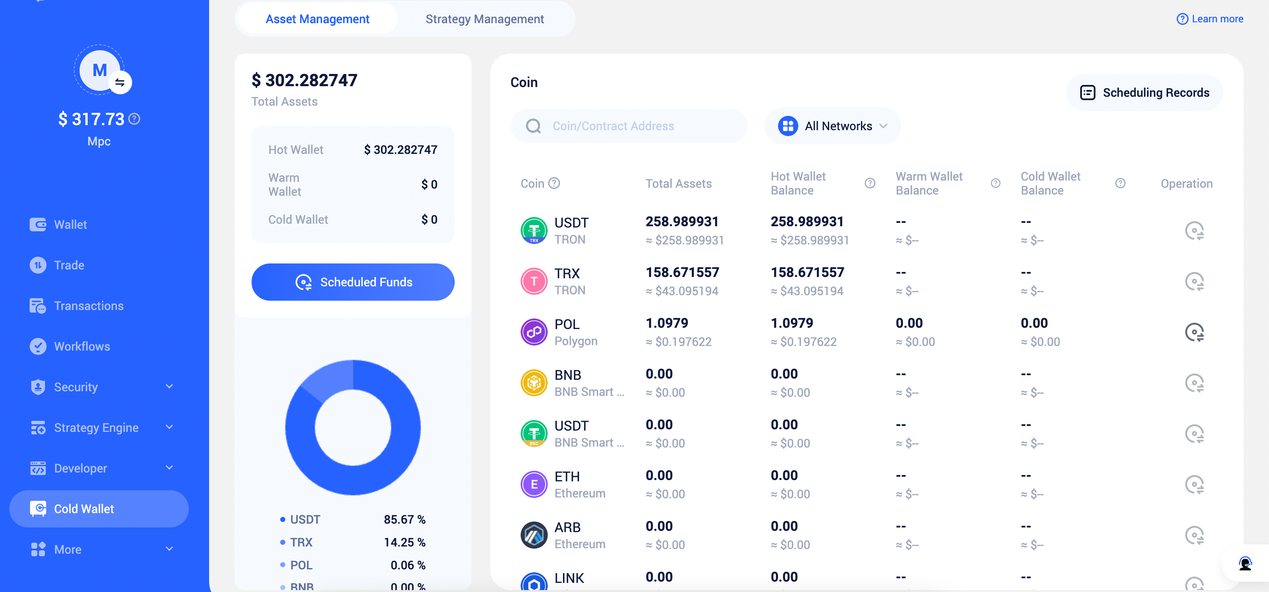 Asset Management
Strategy Management
Learn more
M
$ 317.73
Mpc
Wallet
Trade
Transactions
Workflows
Security
Strategy Engine
Developer
Cold Wallet
More
$ 302.282747
Total Assets
Hot Wallet $ 302.282747
Warm
Wallet
$ 0
Cold Wallet $ 0
Scheduled Funds
USDT 85.67 %
TRX 14.25 %
POL 0.06 %
BNB 0.00 %
Coin
Scheduling Records
Coin/Contract Address
All Networks
Coin
Total Assets
Hot Wallet
Balance
Warm Wallet
Balance
Cold Wallet
Balance
Operation
USDT 258.989931 258.989931 -- --
TRON ≈ $258.989931 ≈ $258.989931 ≈ $-- ≈ $--
T
TRX 158.671557 158.671557 -- --
TRON ≈ $43.095194 ≈ $43.095194 ≈ $-- ≈ $--
POL 1.0979 1.0979 0.00 0.00
Polygon ≈ $0.197622 ≈ $0.197622 ≈ $0.00 ≈ $0.00
BNB 0.00 0.00 -- --
BNB Smart ... ≈ $0.00 ≈ $0.00 ≈ $-- ≈ $--
USDT 0.00 0.00 -- --
BNB Smart ... ≈ $0.00 ≈ $0.00 ≈ $-- ≈ $--
E
ETH 0.00 0.00 -- --
Ethereum ≈ $0.00 ≈ $0.00 ≈ $-- ≈ $--
ARB 0.00 0.00 -- --
Ethereum ≈ $0.00 ≈ $0.00 ≈ $-- ≈ $--
LINK 0.00 0.00 -- --